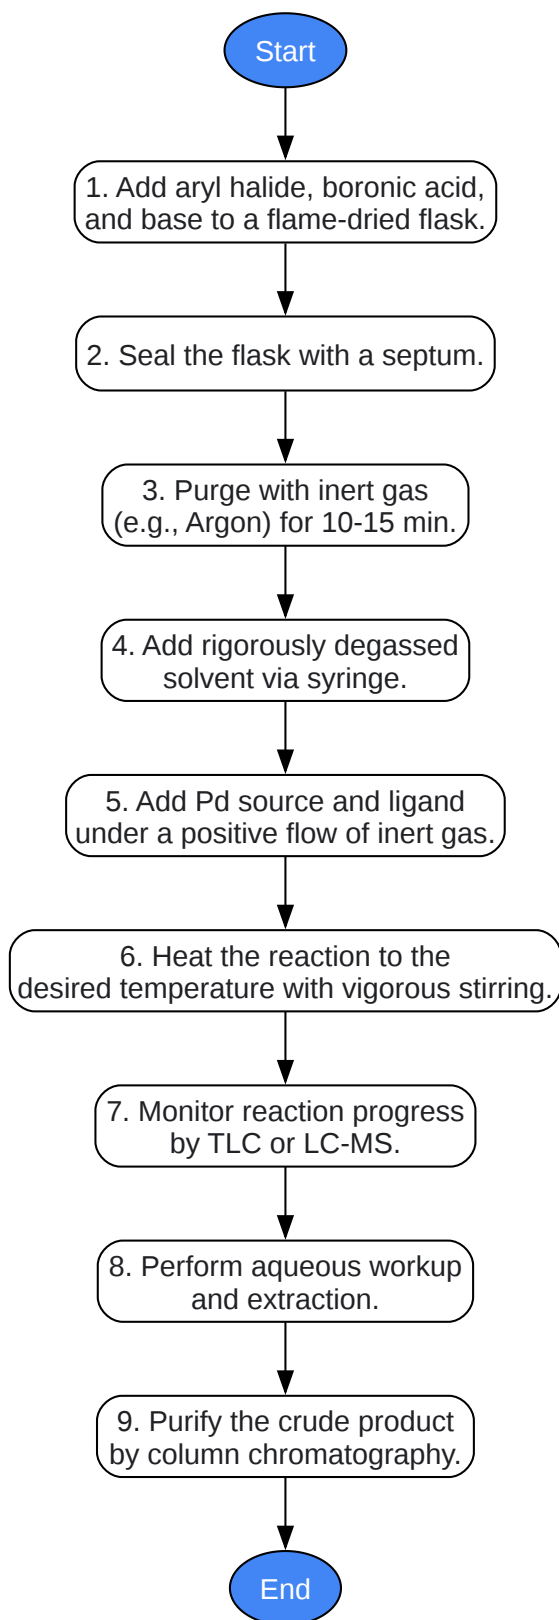 Start
1. Add aryl halide, boronic acid,
and base to a flame-dried flask.
2. Seal the flask with a septum.
3. Purge with inert gas
(e.g., Argon) for 10-15 min.
4. Add rigorously degassed
solvent via syringe.
5. Add Pd source and ligand
under a positive flow of inert gas.
6. Heat the reaction to the
desired temperature with vigorous stirring.
7. Monitor reaction progress
by TLC or LC-MS.
8. Perform aqueous workup
and extraction.
9. Purify the crude product
by column chromatography.
End